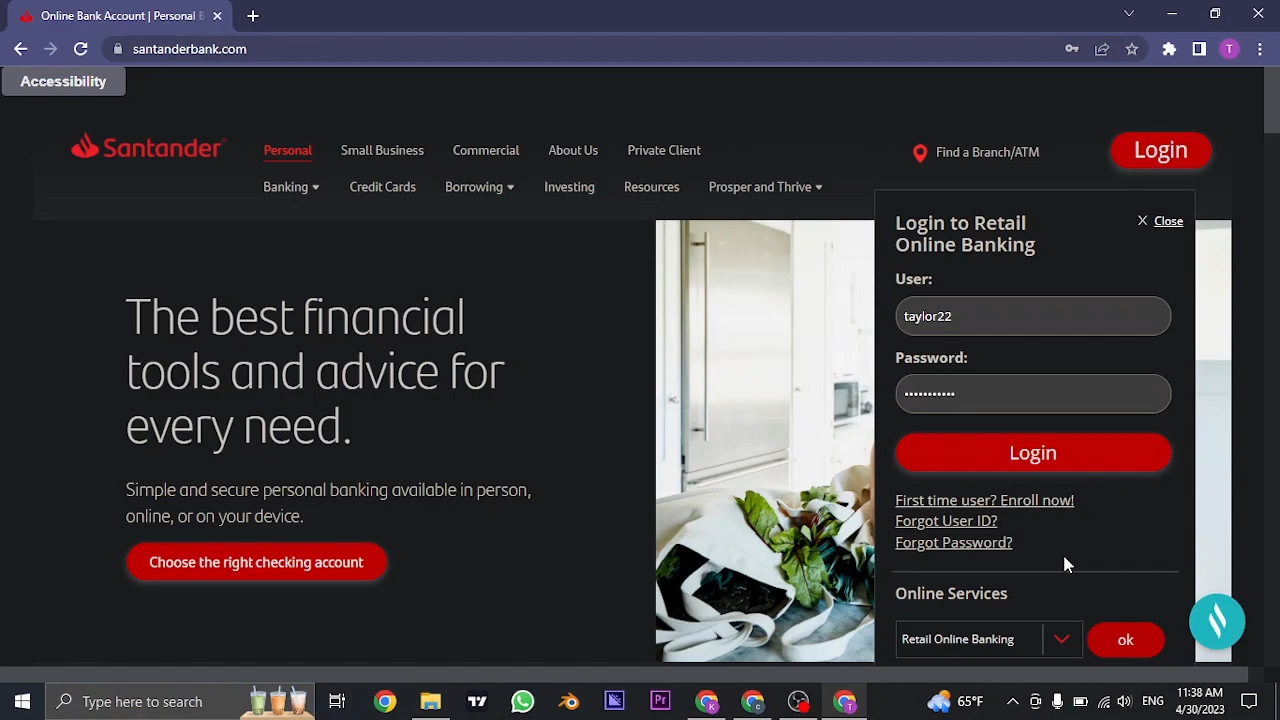 Online Bank Account | Personal B
santanderbank.com
T
Accessibility
Santander
Personal
Small Business
Commercial
About Us
Private Client
Find a Branch/ATM
Login
Banking
Credit Cards
Borrowing
Investing
Resources
Prosper and Thrive
Login to Retail
Online Banking
Close
User:
taylor22
Password:
•••••••••••
Login
First time user? Enroll now!
Forgot User ID?
Forgot Password?
Online Services
Retail Online Banking
ok
The best financial
tools and advice for
every need.
Simple and secure personal banking available in person,
online, or on your device.
Choose the right checking account
Type here to search
Pr
K
C
T
65°F
ENG
11:38 AM
4/30/2023